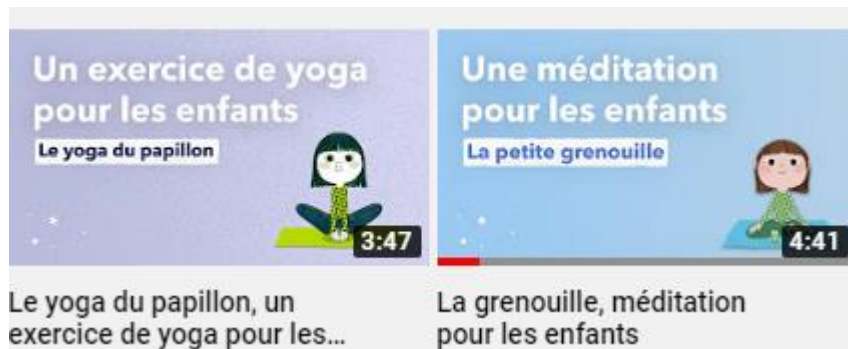 Un exercice de yoga
pour les enfants
Le yoga du papillon
3:47
Le yoga du papillon, un
exercice de yoga pour les...
Une méditation
pour les enfants
La petite grenouille
4:41
La grenouille, méditation
pour les enfants